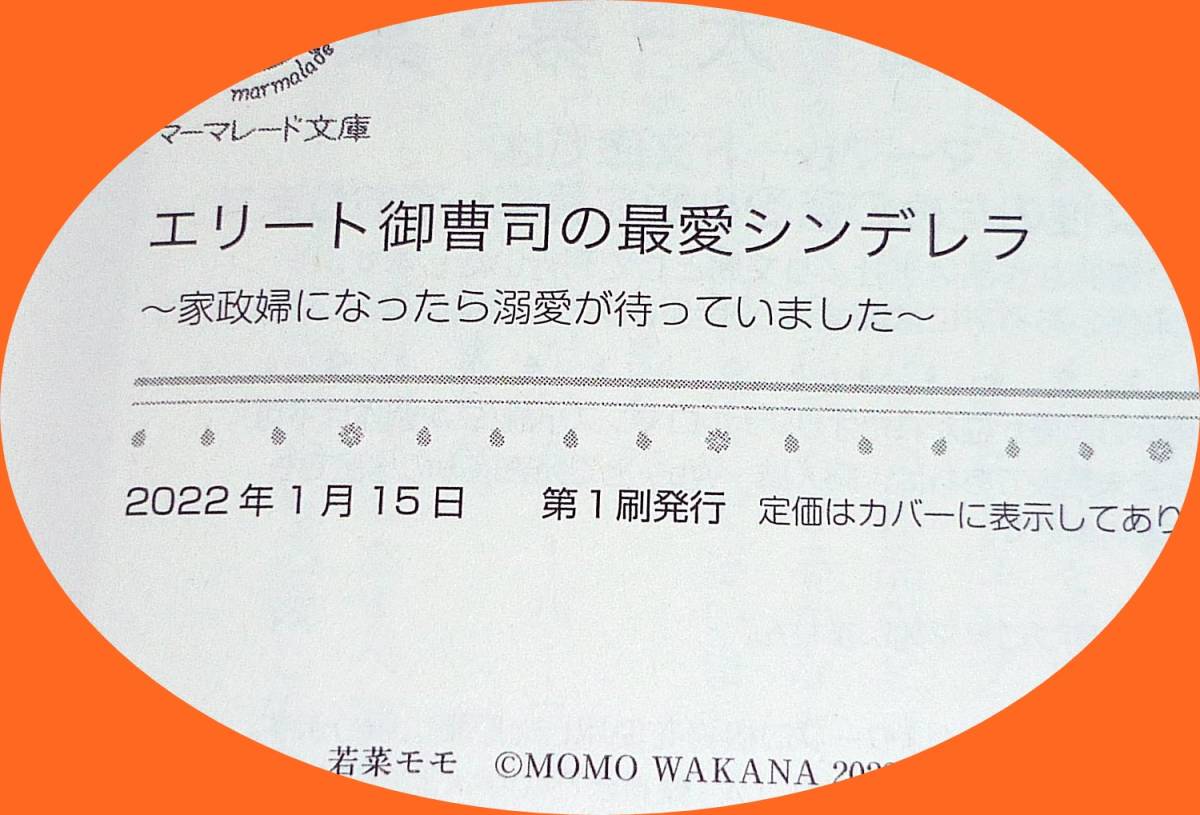 marmalade
マーマレード文庫
エリート御曹司の最愛シンデレラ
～家政婦になったら溺愛が待っていました～
2022年1月15日 第1刷発行 定価はカバーに表示してあり
若菜モモ ©MOMO WAKANA